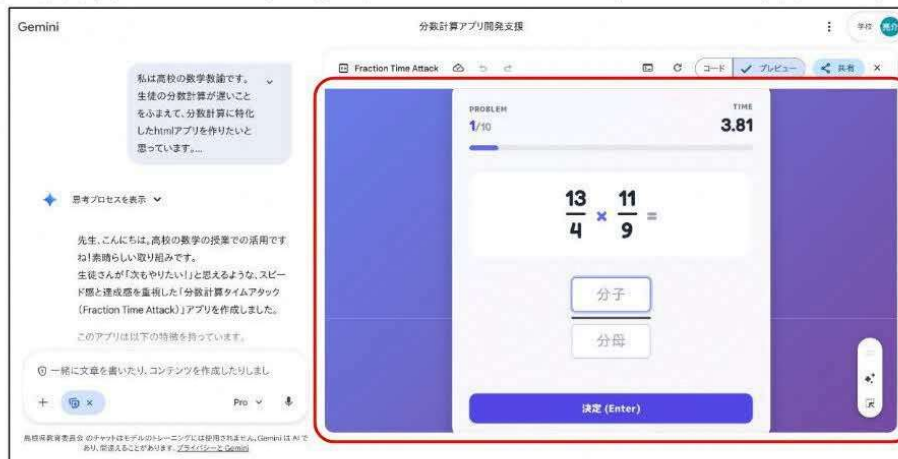 Gemini
分数計算アプリ開発支援
学校
亮介
私は高校の数学教諭です。
生徒の分数計算が遅いこと
をふまえて、分数計算に特化
したhtmlアプリを作りたいと
思っています。...
思考プロセスを表示
先生、こんにちは。高校の数学の授業での活用です
ね!素晴らしい取り組みです。
生徒さんが「次もやりたい!」と思えるような、スピー
ド感と達成感を重視した「分数計算タイムアタック
(Fraction Time Attack)」アプリを作成しました。
このアプリは以下の特徴を持っています。
一緒に文章を書いたり、コンテンツを作成したりしまし
Pro
島根県教育委員会 のチャットはモデルのトレーニングには使用されません。Gemini は AI で
あり、間違えることがあります。プライバシーと Gemini
Fraction Time Attack
コード
プレビュー
共有
PROBLEM
TIME
1/10
3.81
13 11
× =
4 9
分子
分母
決定 (Enter)